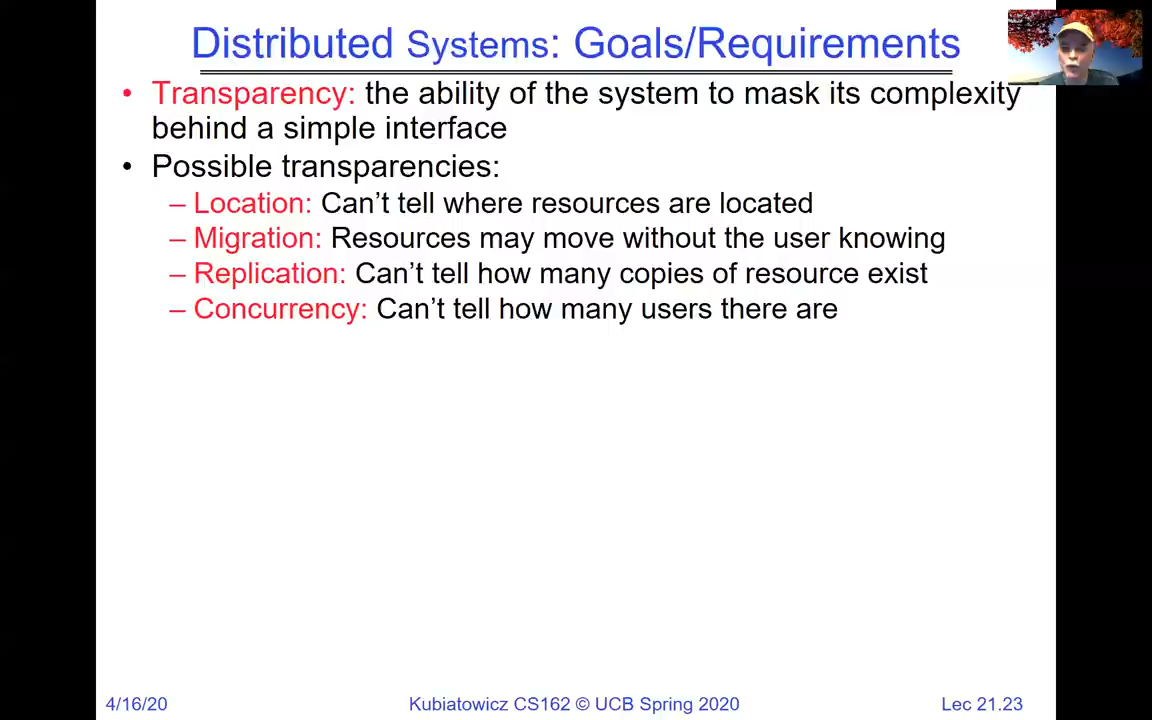 Distributed Systems: Goals/Requirements
• Transparency: the ability of the system to mask its complexity
behind a simple interface
• Possible transparencies:
– Location: Can’t tell where resources are located
– Migration: Resources may move without the user knowing
– Replication: Can’t tell how many copies of resource exist
– Concurrency: Can’t tell how many users there are
4/16/20 Kubiatowicz CS162 © UCB Spring 2020 Lec 21.23